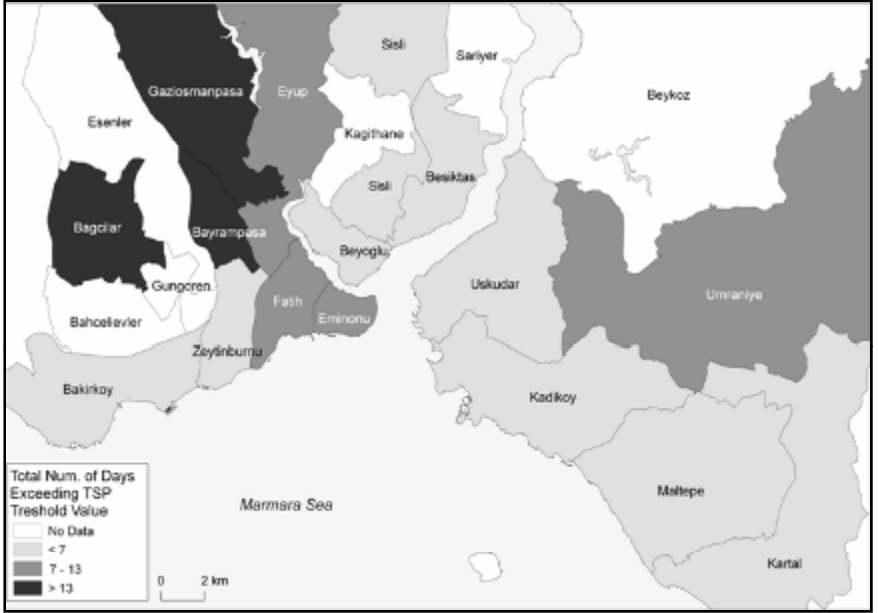 Sisli
Sariyer
Gaziosmanpasa
Eyup
Beykoz
Esenler
Kagithane
Besiktas
Sisli
Bagcilar
Bayrampasa
Beyoglu
Gungoren
Uskudar
Umraniye
Fatih
Eminonu
Bahcelievler
Zeytinburnu
Bakirkoy
Kadikoy
Maltepe
Marmara Sea
Kartal
Total Num. of Days
Exceeding TSP
Treshold Value
No Data
< 7
7 - 13
> 13
0 2 km